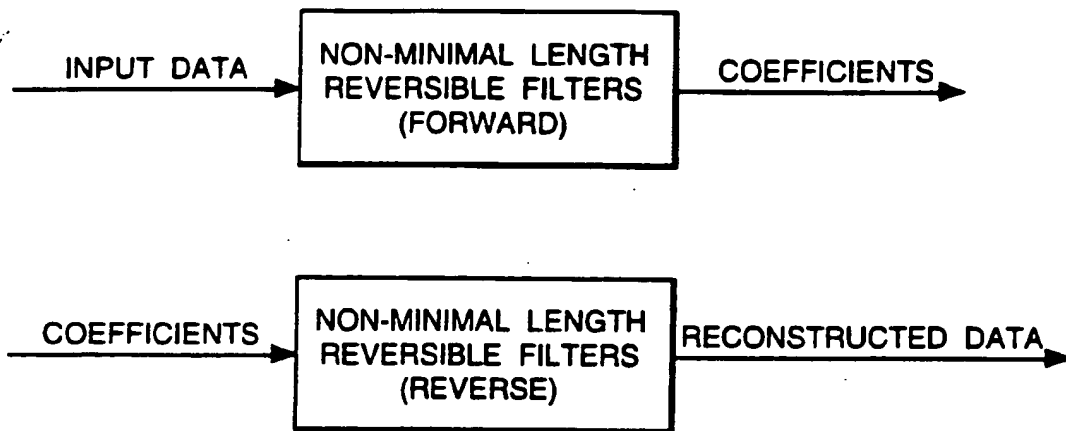 INPUT DATA
NON-MINIMAL LENGTH
REVERSIBLE FILTERS
(FORWARD)
COEFFICIENTS
COEFFICIENTS
NON-MINIMAL LENGTH
REVERSIBLE FILTERS
(REVERSE)
RECONSTRUCTED DATA